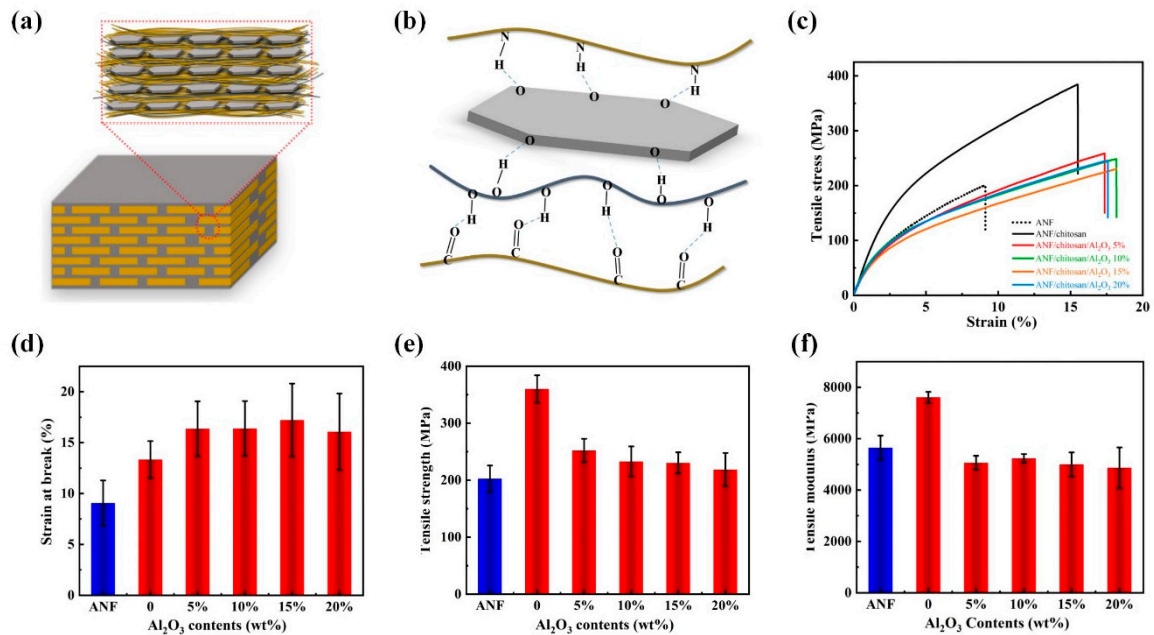 (a)
(b)
N
H
N
H
N
H
O
O
O
O
O
H
O
H
O
H
O
H
O
H
O
H
O
C
O
C
O
C
O
C
(c)
Tensile stress (MPa)
400
300
200
100
0
0
5
10
15
20
Strain (%)
ANF
ANF/chitosan
ANF/chitosan/Al₂O₃ 5%
ANF/chitosan/Al₂O₃ 10%
ANF/chitosan/Al₂O₃ 15%
ANF/chitosan/Al₂O₃ 20%
(d)
Strain at break (%)
20
15
10
5
0
ANF 0 5% 10% 15% 20%
Al₂O₃ contents (wt%)
(e)
Tensile strength (MPa)
400
300
200
100
0
ANF 0 5% 10% 15% 20%
Al₂O₃ contents (wt%)
(f)
Tensile modulus (MPa)
8000
6000
4000
2000
0
ANF 0 5% 10% 15% 20%
Al₂O₃ Contents (wt%)